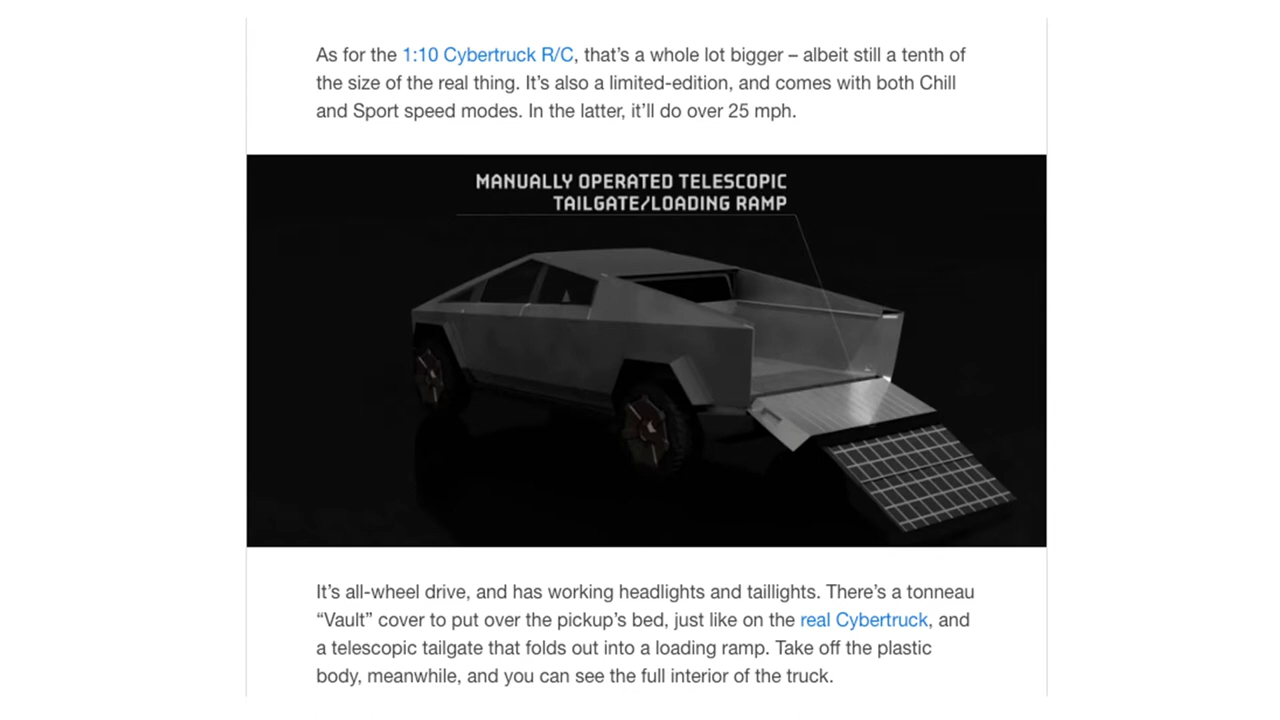 As for the 1:10 Cybertruck R/C, that’s a whole lot bigger – albeit still a tenth of
the size of the real thing. It’s also a limited-edition, and comes with both Chill
and Sport speed modes. In the latter, it’ll do over 25 mph.
MANUALLY OPERATED TELESCOPIC
TAILGATE/LOADING RAMP
It’s all-wheel drive, and has working headlights and taillights. There’s a tonneau
“Vault” cover to put over the pickup’s bed, just like on the real Cybertruck, and
a telescopic tailgate that folds out into a loading ramp. Take off the plastic
body, meanwhile, and you can see the full interior of the truck.